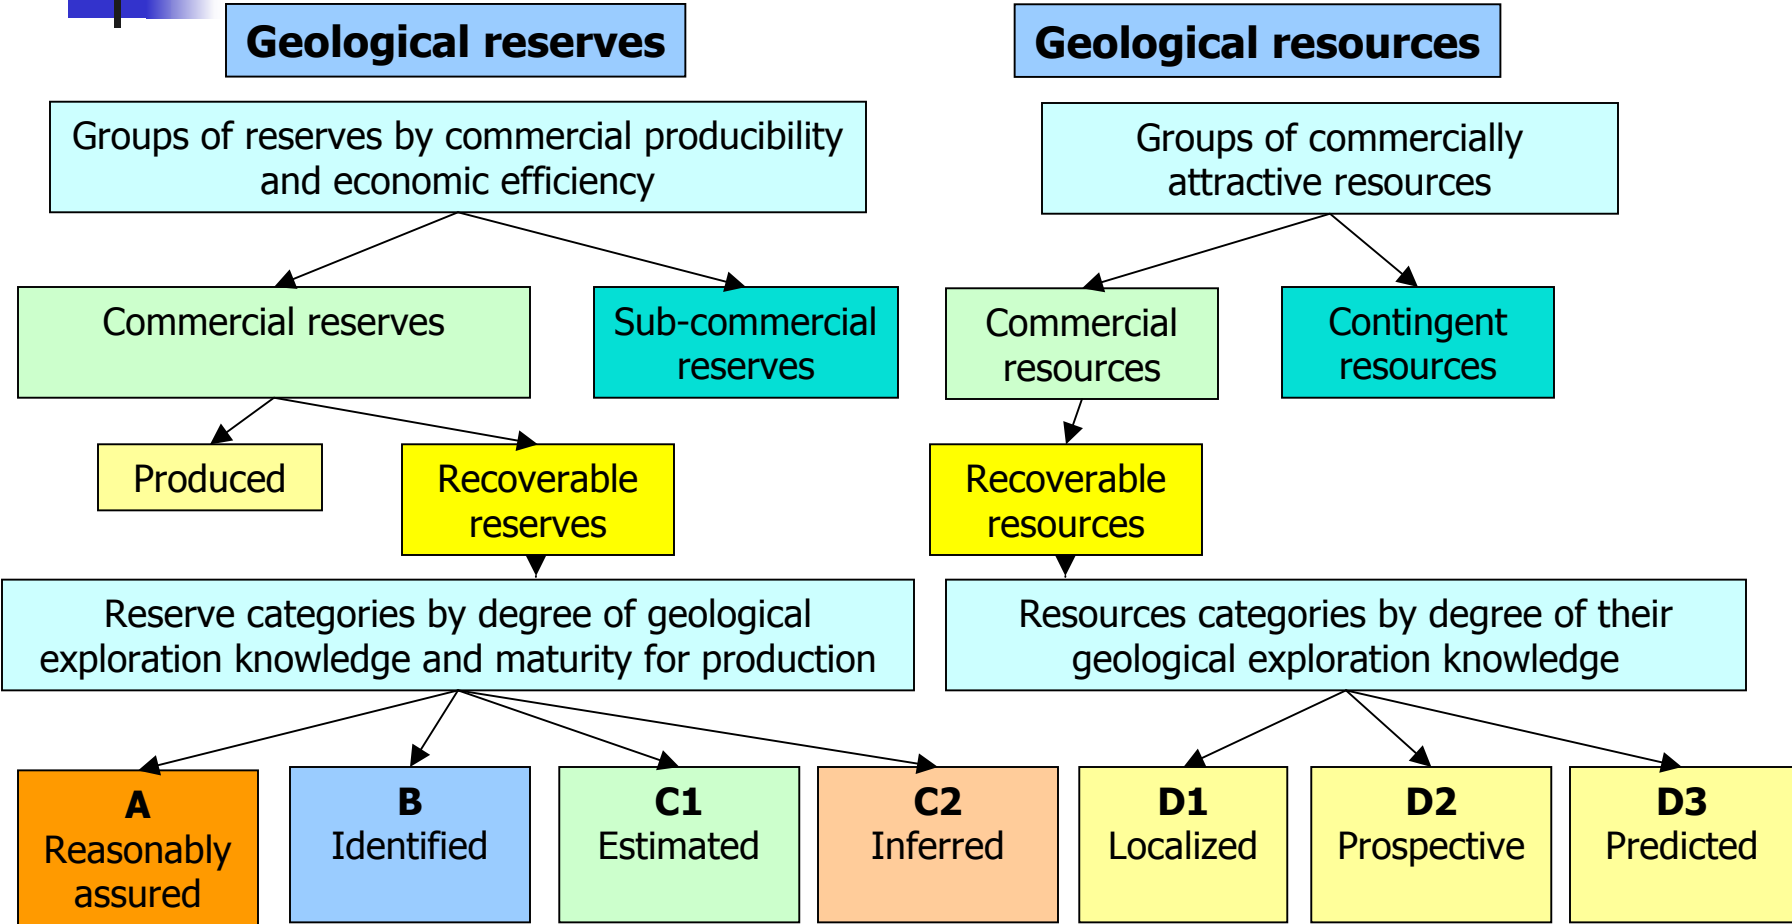 Geological reserves
Geological resources
Groups of reserves by commercial producibility
and economic efficiency
Groups of commercially
attractive resources
Commercial reserves
Sub-commercial
reserves
Commercial
resources
Contingent
resources
Produced
Recoverable
reserves
Recoverable
resources
Reserve categories by degree of geological
exploration knowledge and maturity for production
Resources categories by degree of their
geological exploration knowledge
A
Reasonably
assured
B
Identified
C1
Estimated
C2
Inferred
D1
Localized
D2
Prospective
D3
Predicted